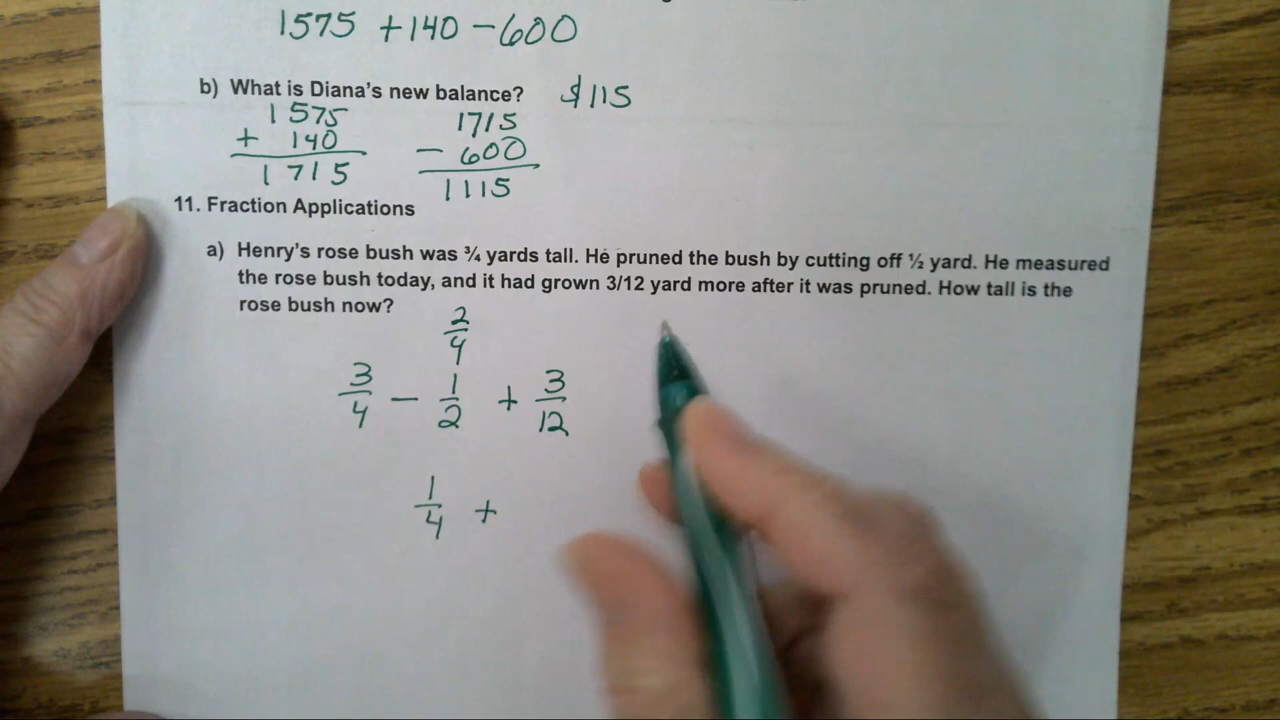 1575 + 140 - 600
b) What is Diana's new balance? $115
1575
+ 140
1715
1715
- 600
1115
11. Fraction Applications
a) Henry's rose bush was ¾ yards tall. He pruned the bush by cutting off ½ yard. He measured
the rose bush today, and it had grown 3/12 yard more after it was pruned. How tall is the
rose bush now?
2/4
3/4 - 1/2 + 3/12
1/4 +